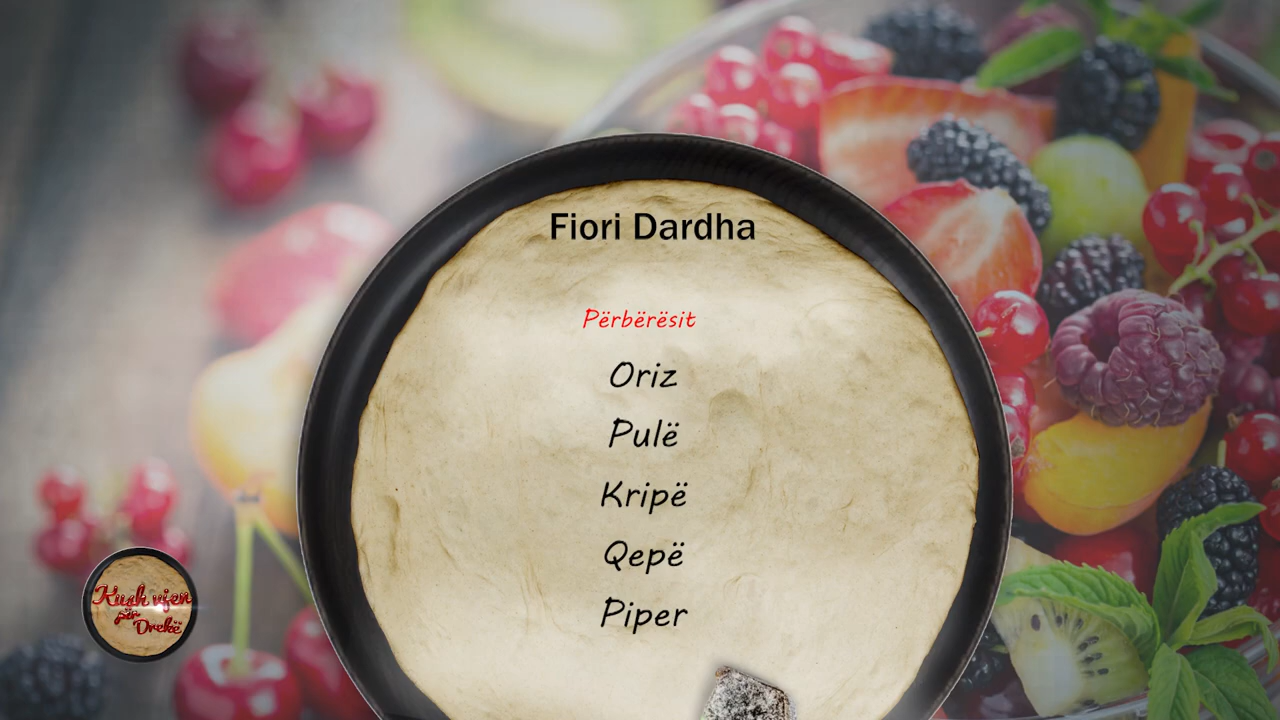 Fiori Dardha
Përbërësit
Oriz
Pulë
Kripë
Qepë
Piper
Kush vjen
për
Drekë